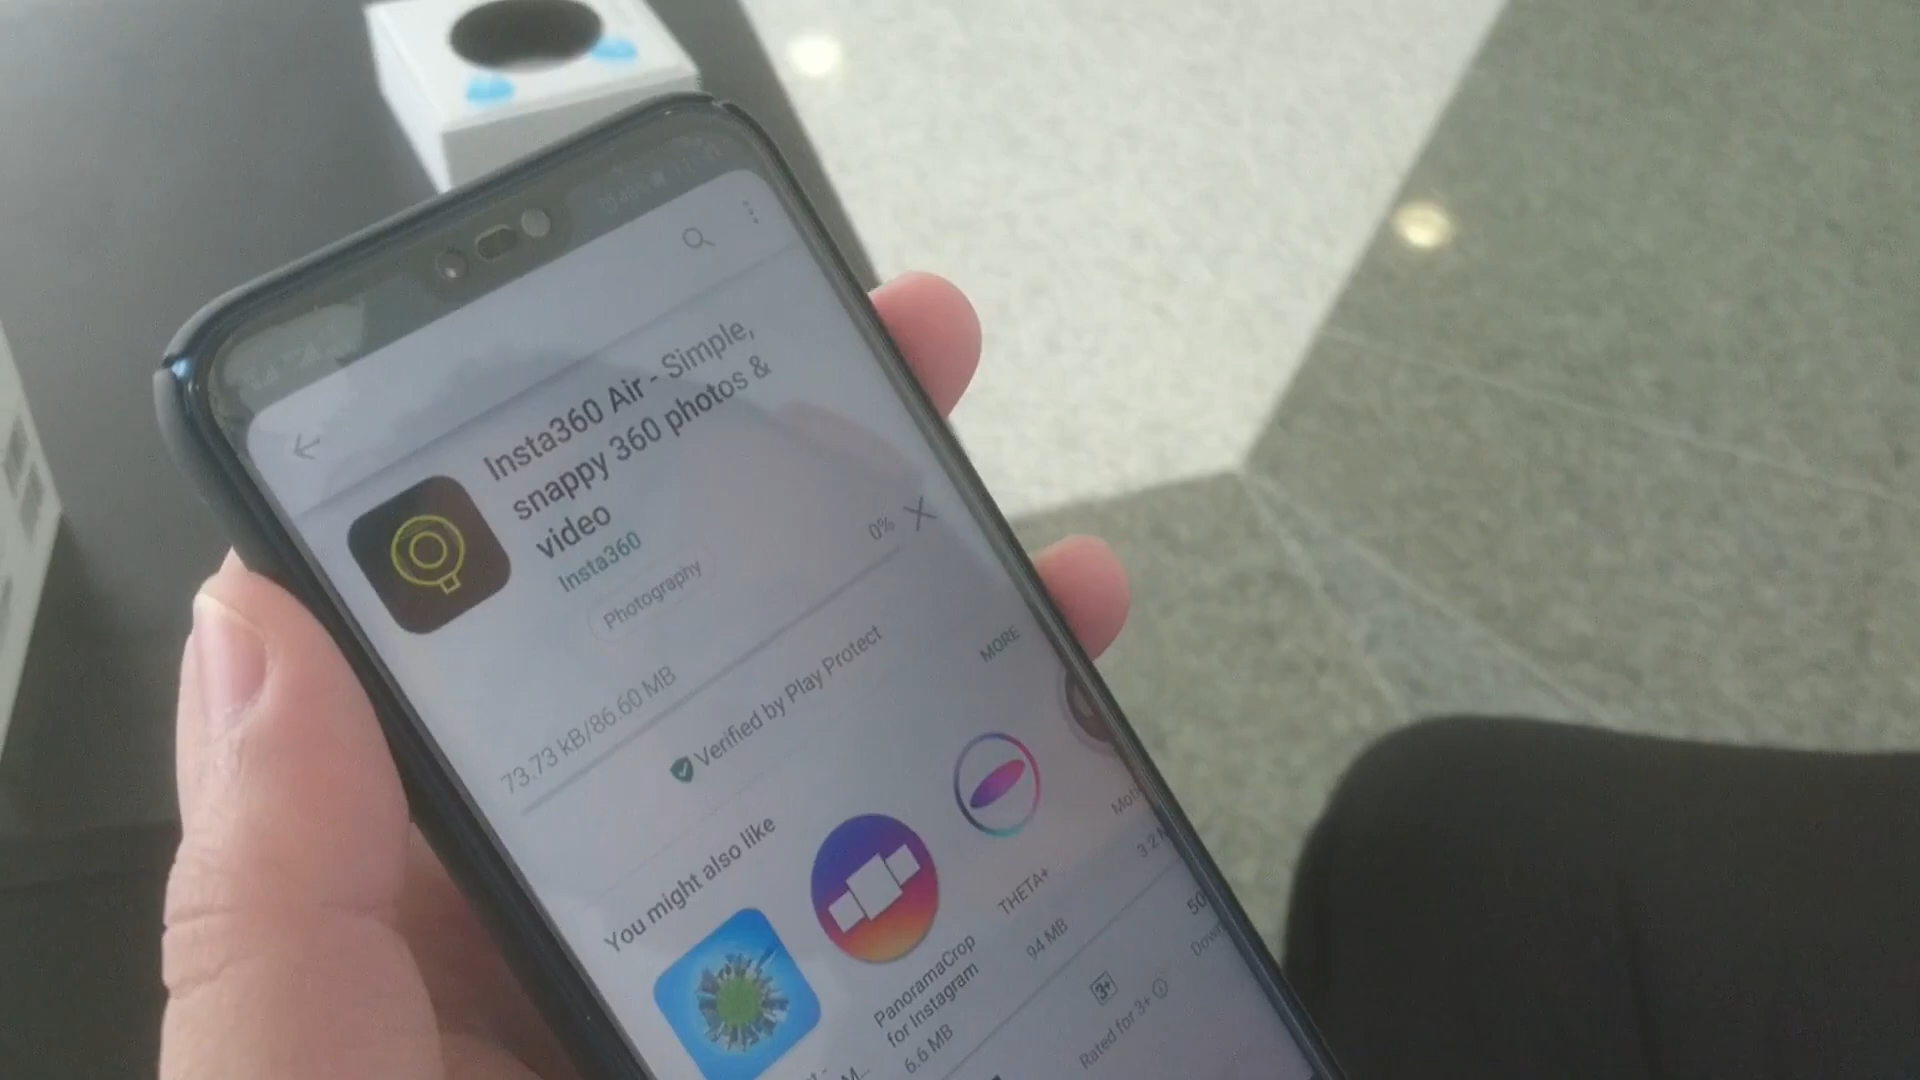 Insta360 Air - Simple,
snappy 360 photos &
video
Insta360
Photography
0%
73.73 kB/86.60 MB
Verified by Play Protect
You might also like
MORE
PanoramaCrop
for Instagram
6.6 MB
THETA+
94 MB
3+
Rated for 3+